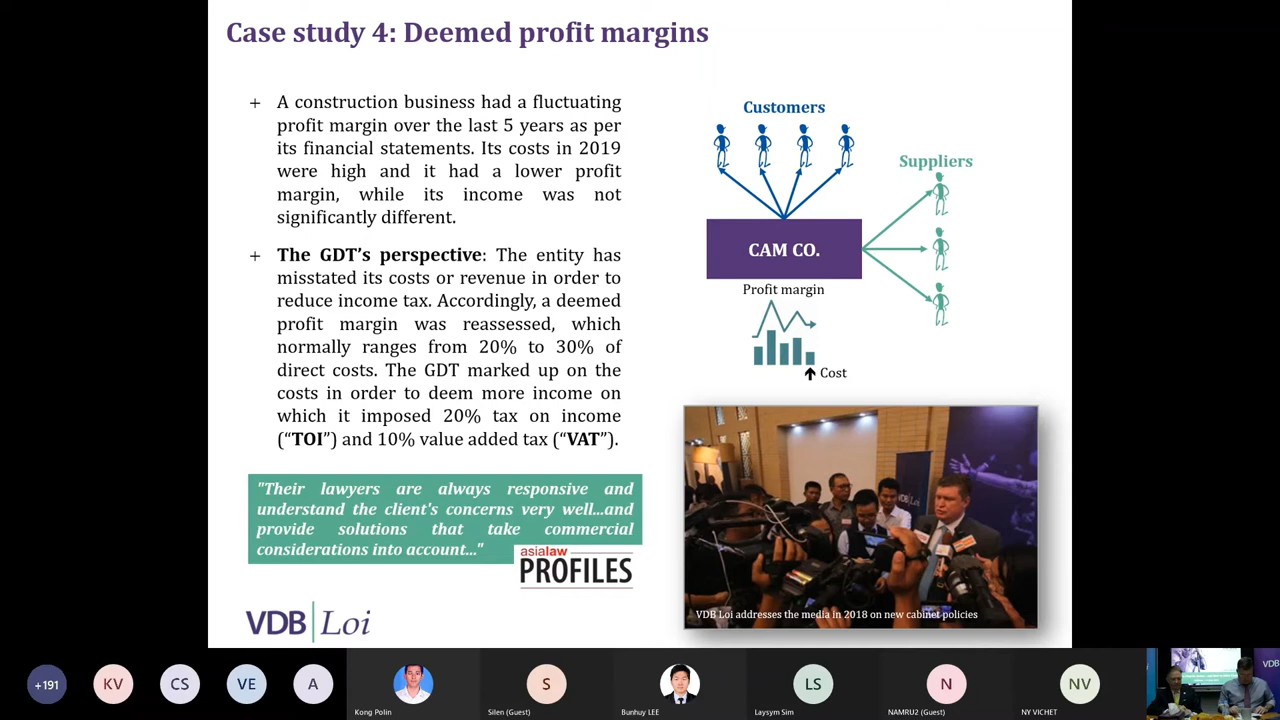 Case study 4: Deemed profit margins
+ A construction business had a fluctuating
profit margin over the last 5 years as per
its financial statements. Its costs in 2019
were high and it had a lower profit
margin, while its income was not
significantly different.
+ The GDT's perspective: The entity has
misstated its costs or revenue in order to
reduce income tax. Accordingly, a deemed
profit margin was reassessed, which
normally ranges from 20% to 30% of
direct costs. The GDT marked up on the
costs in order to deem more income on
which it imposed 20% tax on income
("TOI") and 10% value added tax ("VAT").
"Their lawyers are always responsive and
understand the client's concerns very well...and
provide solutions that take commercial
considerations into account..."
asialaw
PROFILES
VDB Loi
Customers
Suppliers
CAM CO.
Profit margin
Cost
VDB Loi
VDB Loi addresses the media in 2018 on new cabinet policies
+191
KV
CS
VE
A
Kong Polin
S
Silen (Guest)
Bunhuy LEE
LS
Laysym Sim
N
NAMRU2 (Guest)
NV
NY VICHET
VDB